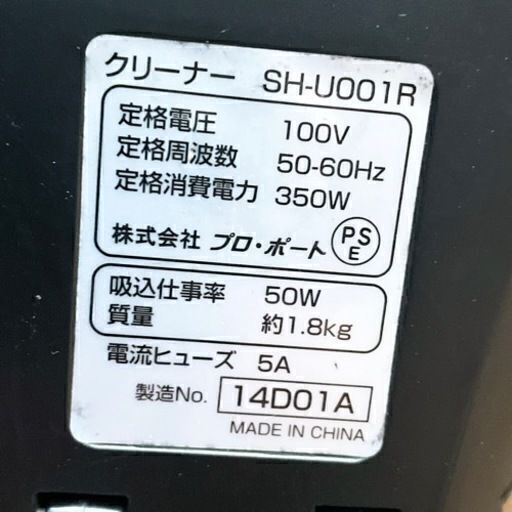 クリーナー SH-U001R
定格電圧 100V
定格周波数 50-60Hz
定格消費電力 350W
株式会社 プロ・ポート PSE
吸込仕事率 50W
質量 約1.8kg
電流ヒューズ 5A
製造No. 14D01A
MADE IN CHINA